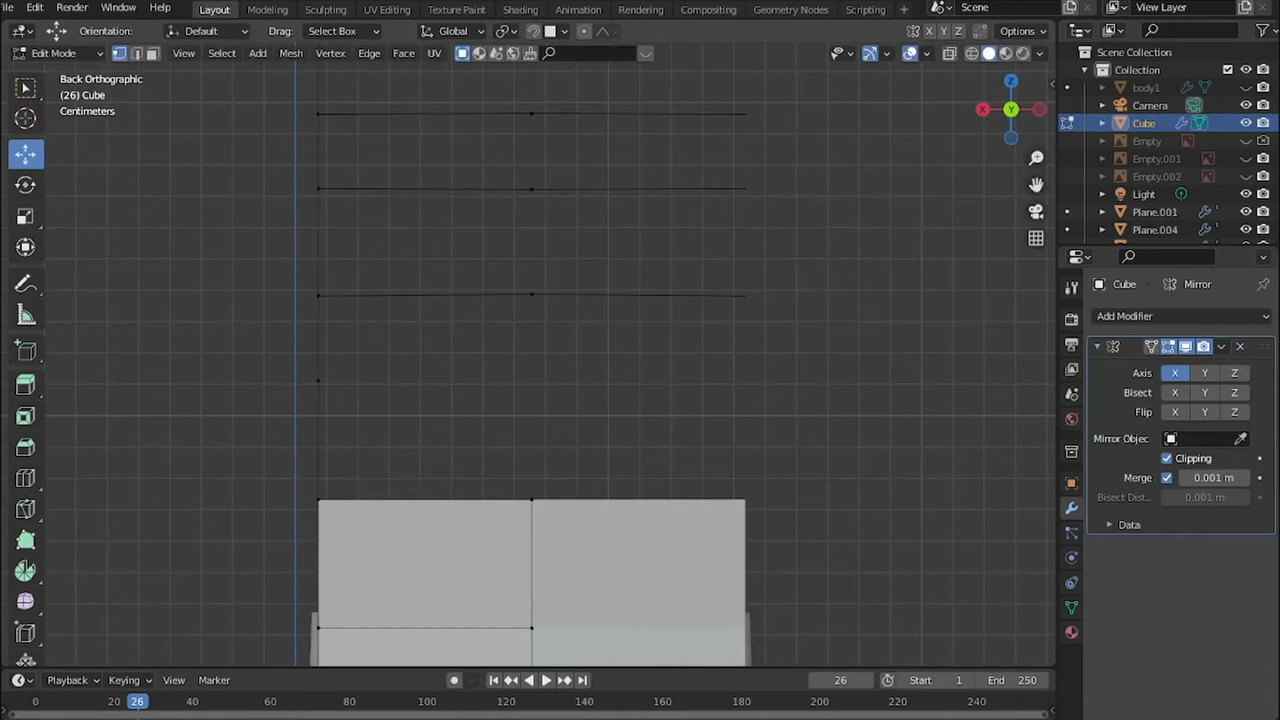 ile Edit Render Window Help Layout Modeling Sculpting UV Editing Texture Paint Shading Animation Rendering Compositing Geometry Nodes Scripting + Scene View Layer
Orientation: Default Drag: Select Box Global X Y Z Options
Edit Mode View Select Add Mesh Vertex Edge Face UV
Back Orthographic
(26) Cube
Centimeters
Z
X
Y
Scene Collection
Collection
body1
Camera
Cube
Empty
Empty.001
Empty.002
Light
Plane.001
Plane.004
Cube Mirror
Add Modifier
Axis X Y Z
Bisect X Y Z
Flip X Y Z
Mirror Objec
Clipping
Merge 0.001 m
Bisect Dist... 0.001 m
Data
Playback Keying View Marker 26 Start 1 End 250
0 20 26 40 60 80 100 120 140 160 180 200 220 240